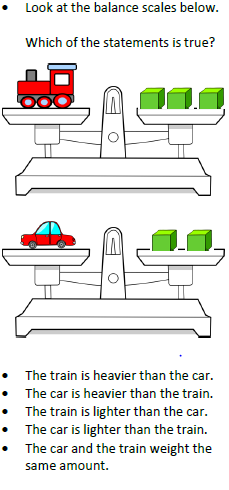 • Look at the balance scales below.
Which of the statements is true?
• The train is heavier than the car.
• The car is heavier than the train.
• The train is lighter than the car.
• The car is lighter than the train.
• The car and the train weight the
same amount.